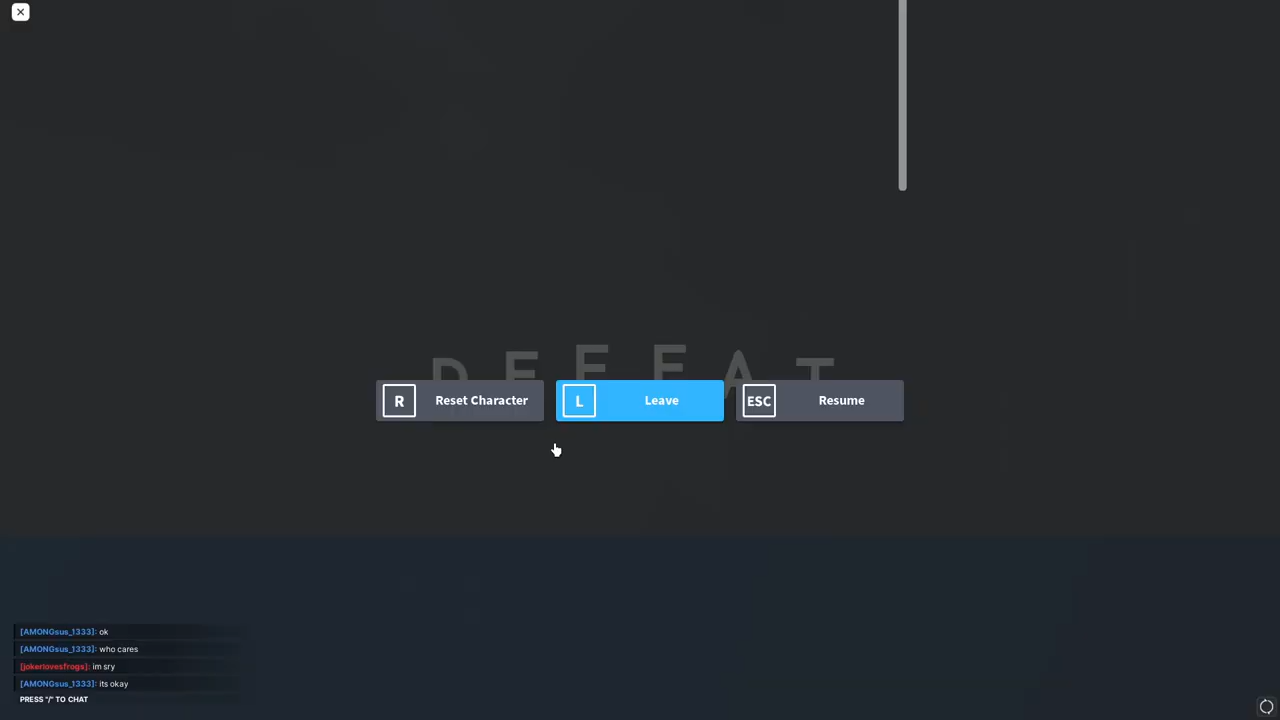 DEFEAT
R Reset Character L Leave ESC Resume
[AMONGsus_1333]: ok
[AMONGsus_1333]: who cares
[jokerlovesfrogs]: im sry
[AMONGsus_1333]: its okay
PRESS "/" TO CHAT